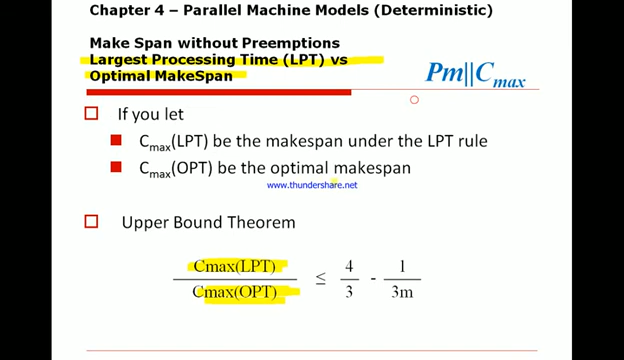 Chapter 4 – Parallel Machine Models (Deterministic)
Make Span without Preemptions
Largest Processing Time (LPT) vs
Optimal MakeSpan
Pm||Cmax
If you let
Cmax(LPT) be the makespan under the LPT rule
Cmax(OPT) be the optimal makespan
www.thundershare.net
Upper Bound Theorem
Cmax(LPT)
Cmax(OPT)
≤ 4/3 - 1/3m